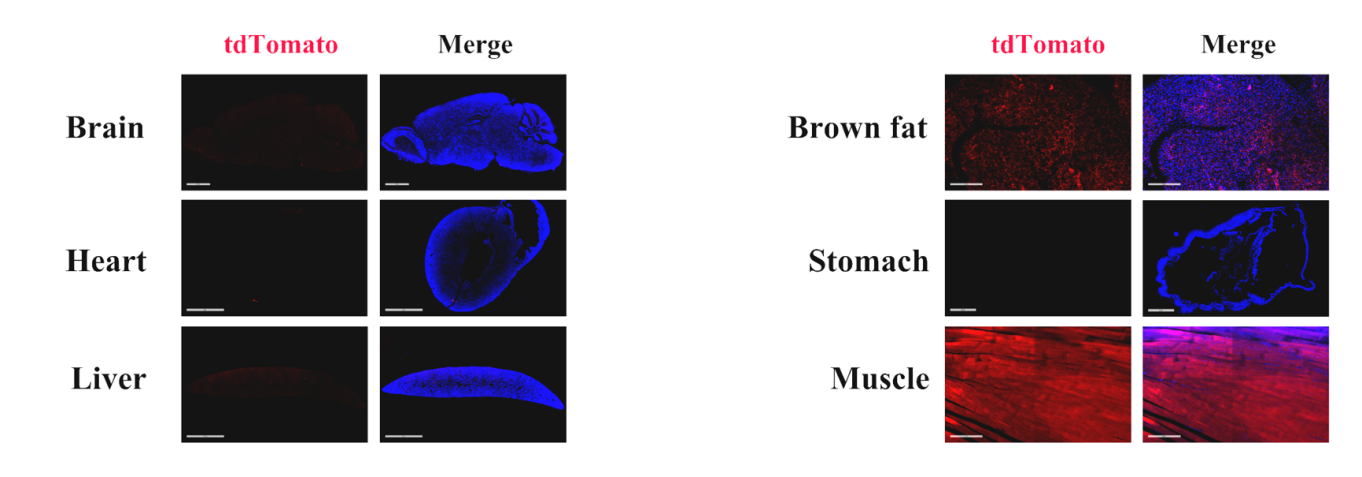 tdTomato Merge
Brain
Heart
Liver
tdTomato Merge
Brown fat
Stomach
Muscle